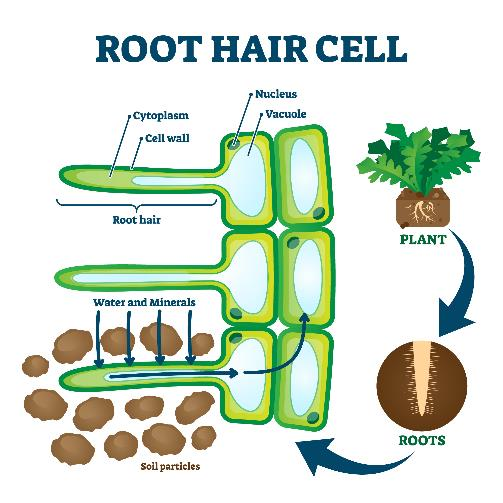 ROOT HAIR CELL
Nucleus
Vacuole
Cytoplasm
Cell wall
Root hair
PLANT
Water and Minerals
ROOTS
Soil particles